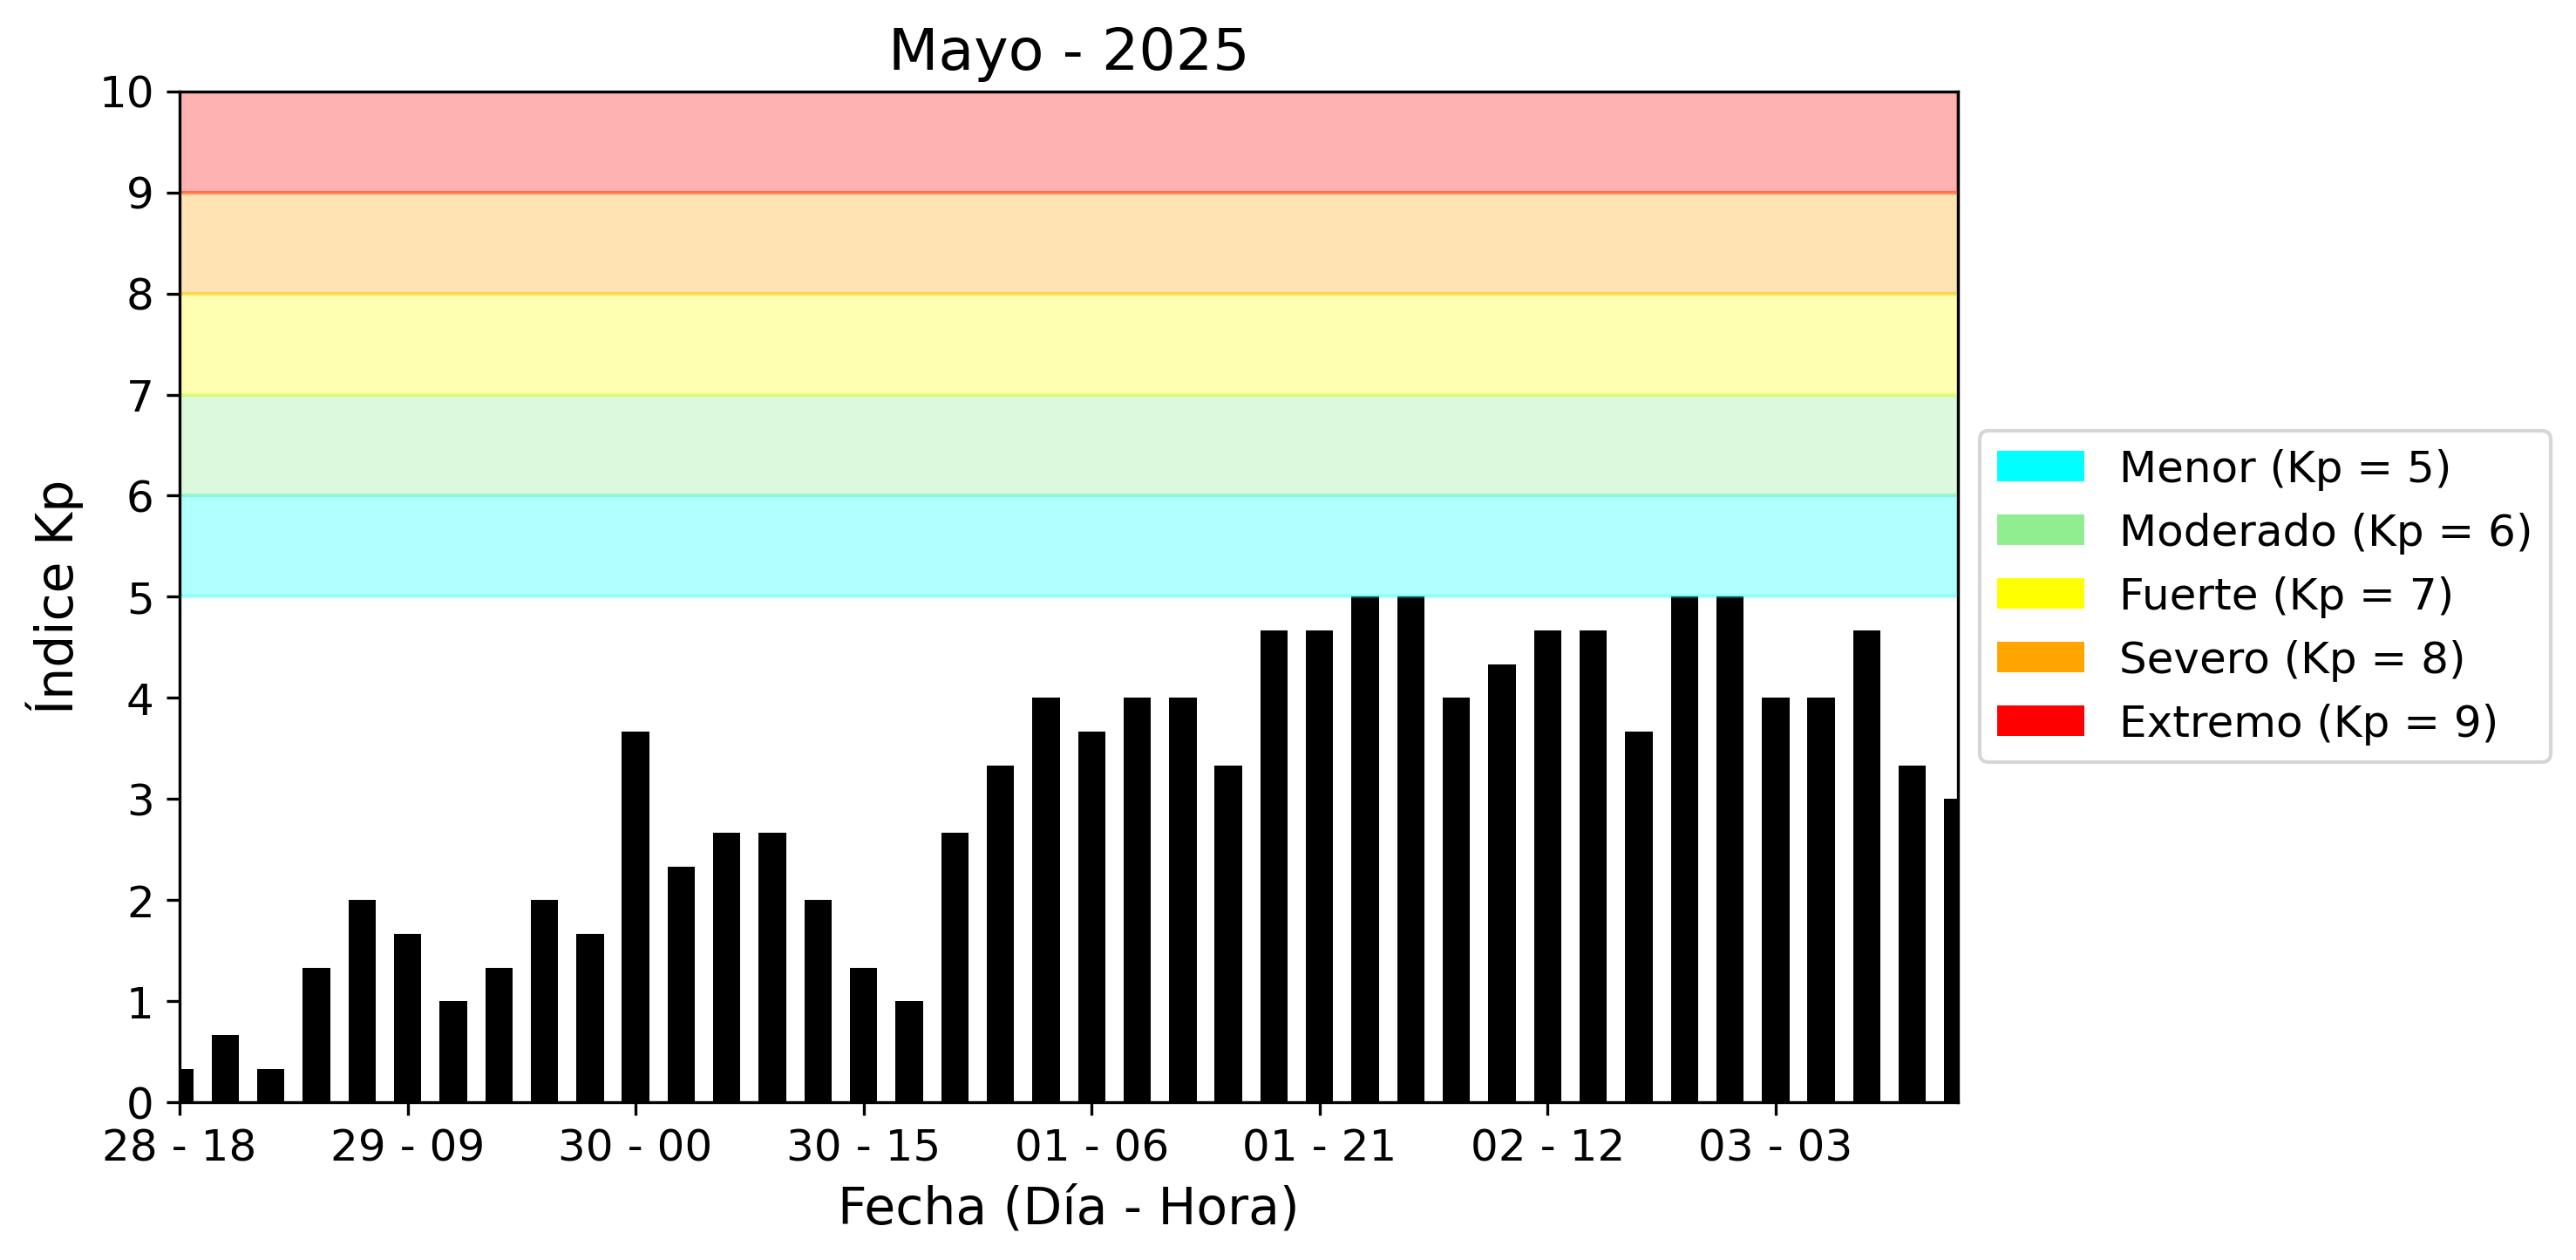 Mayo - 2025
10
9
8
7
6
5
4
3
2
1
0
Índice Kp
28 - 18
29 - 09
30 - 00
30 - 15
01 - 06
01 - 21
02 - 12
03 - 03
Fecha (Día - Hora)
Menor (Kp = 5)
Moderado (Kp = 6)
Fuerte (Kp = 7)
Severo (Kp = 8)
Extremo (Kp = 9)